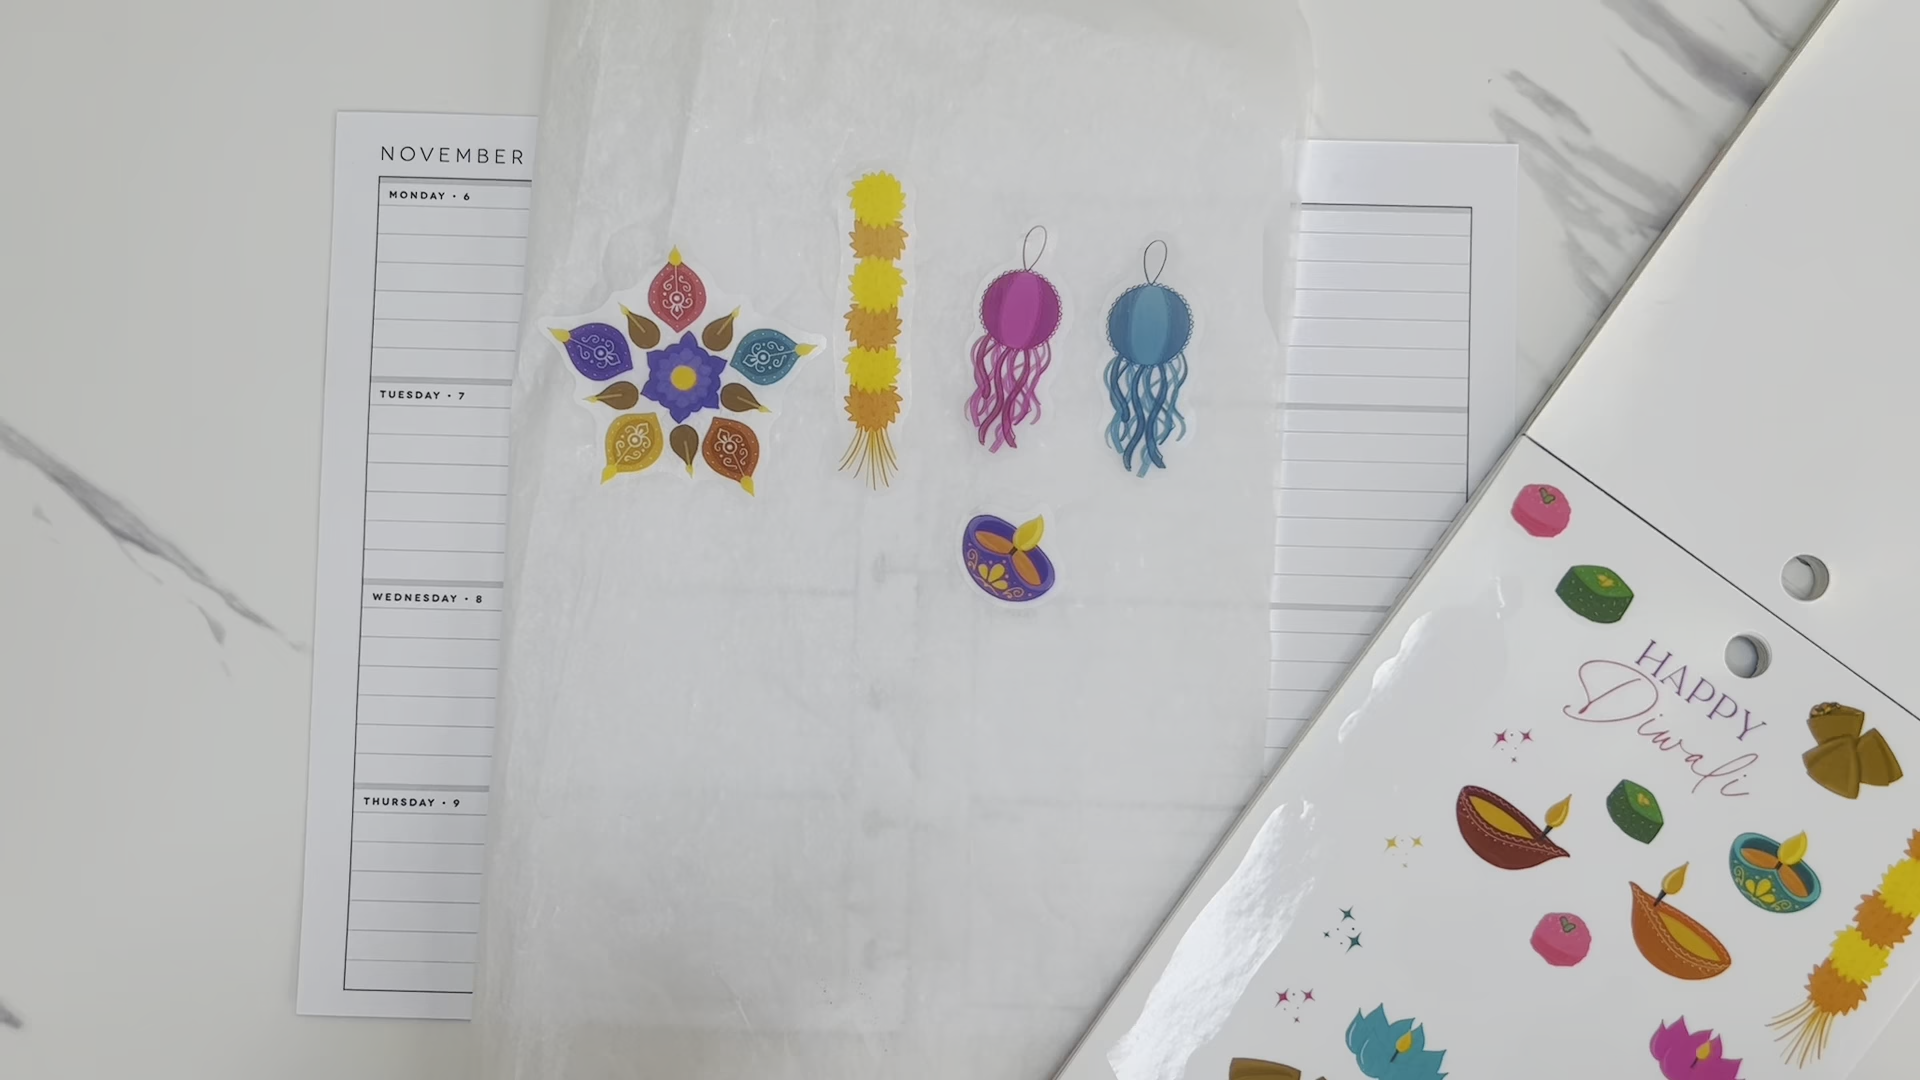 NOVEMBER
MONDAY • 6
TUESDAY • 7
WEDNESDAY • 8
THURSDAY • 9
HAPPY
Diwali